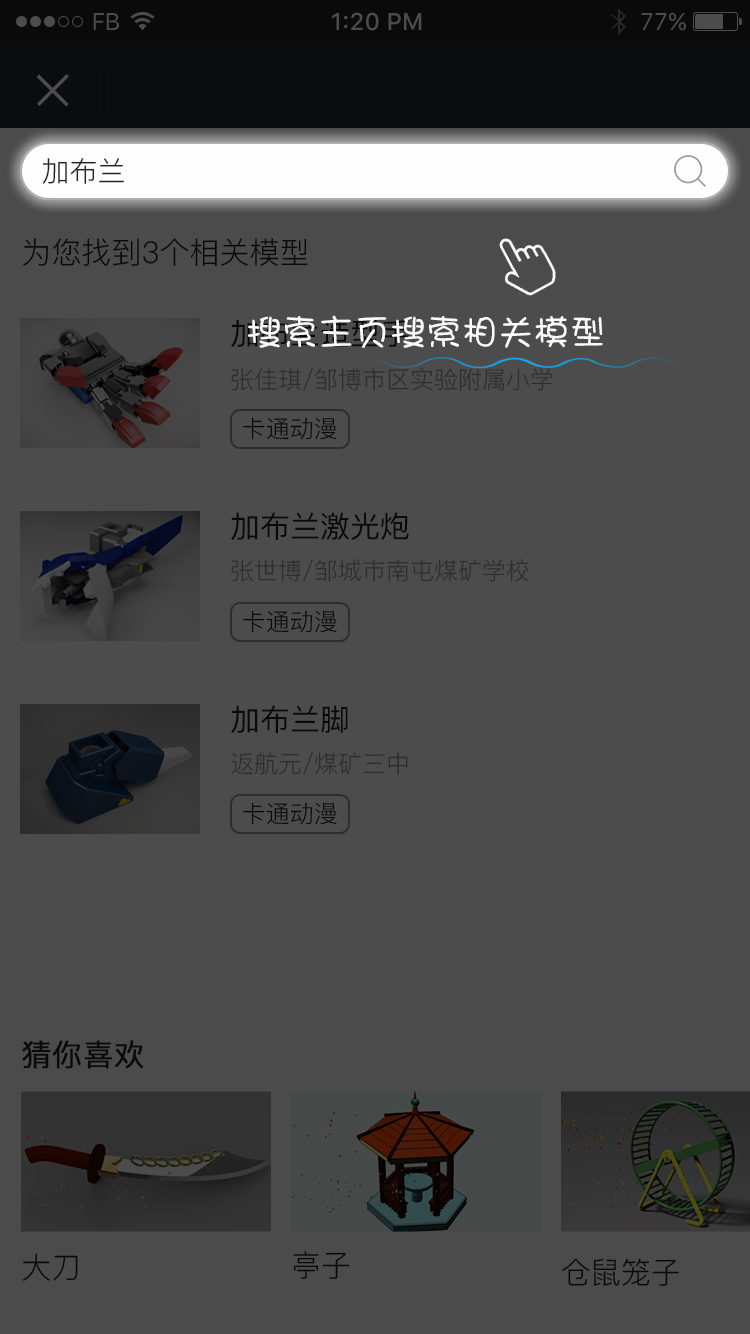 FB 1:20 PM 77%
加布兰
为您找到3个相关模型
搜索主页搜索相关模型
加布兰
张佳琪/邹博市区实验附属小学
卡通动漫
加布兰激光炮
张世博/邹城市南屯煤矿学校
卡通动漫
加布兰脚
返航元/煤矿三中
卡通动漫
猜你喜欢
大刀
亭子
仓鼠笼子